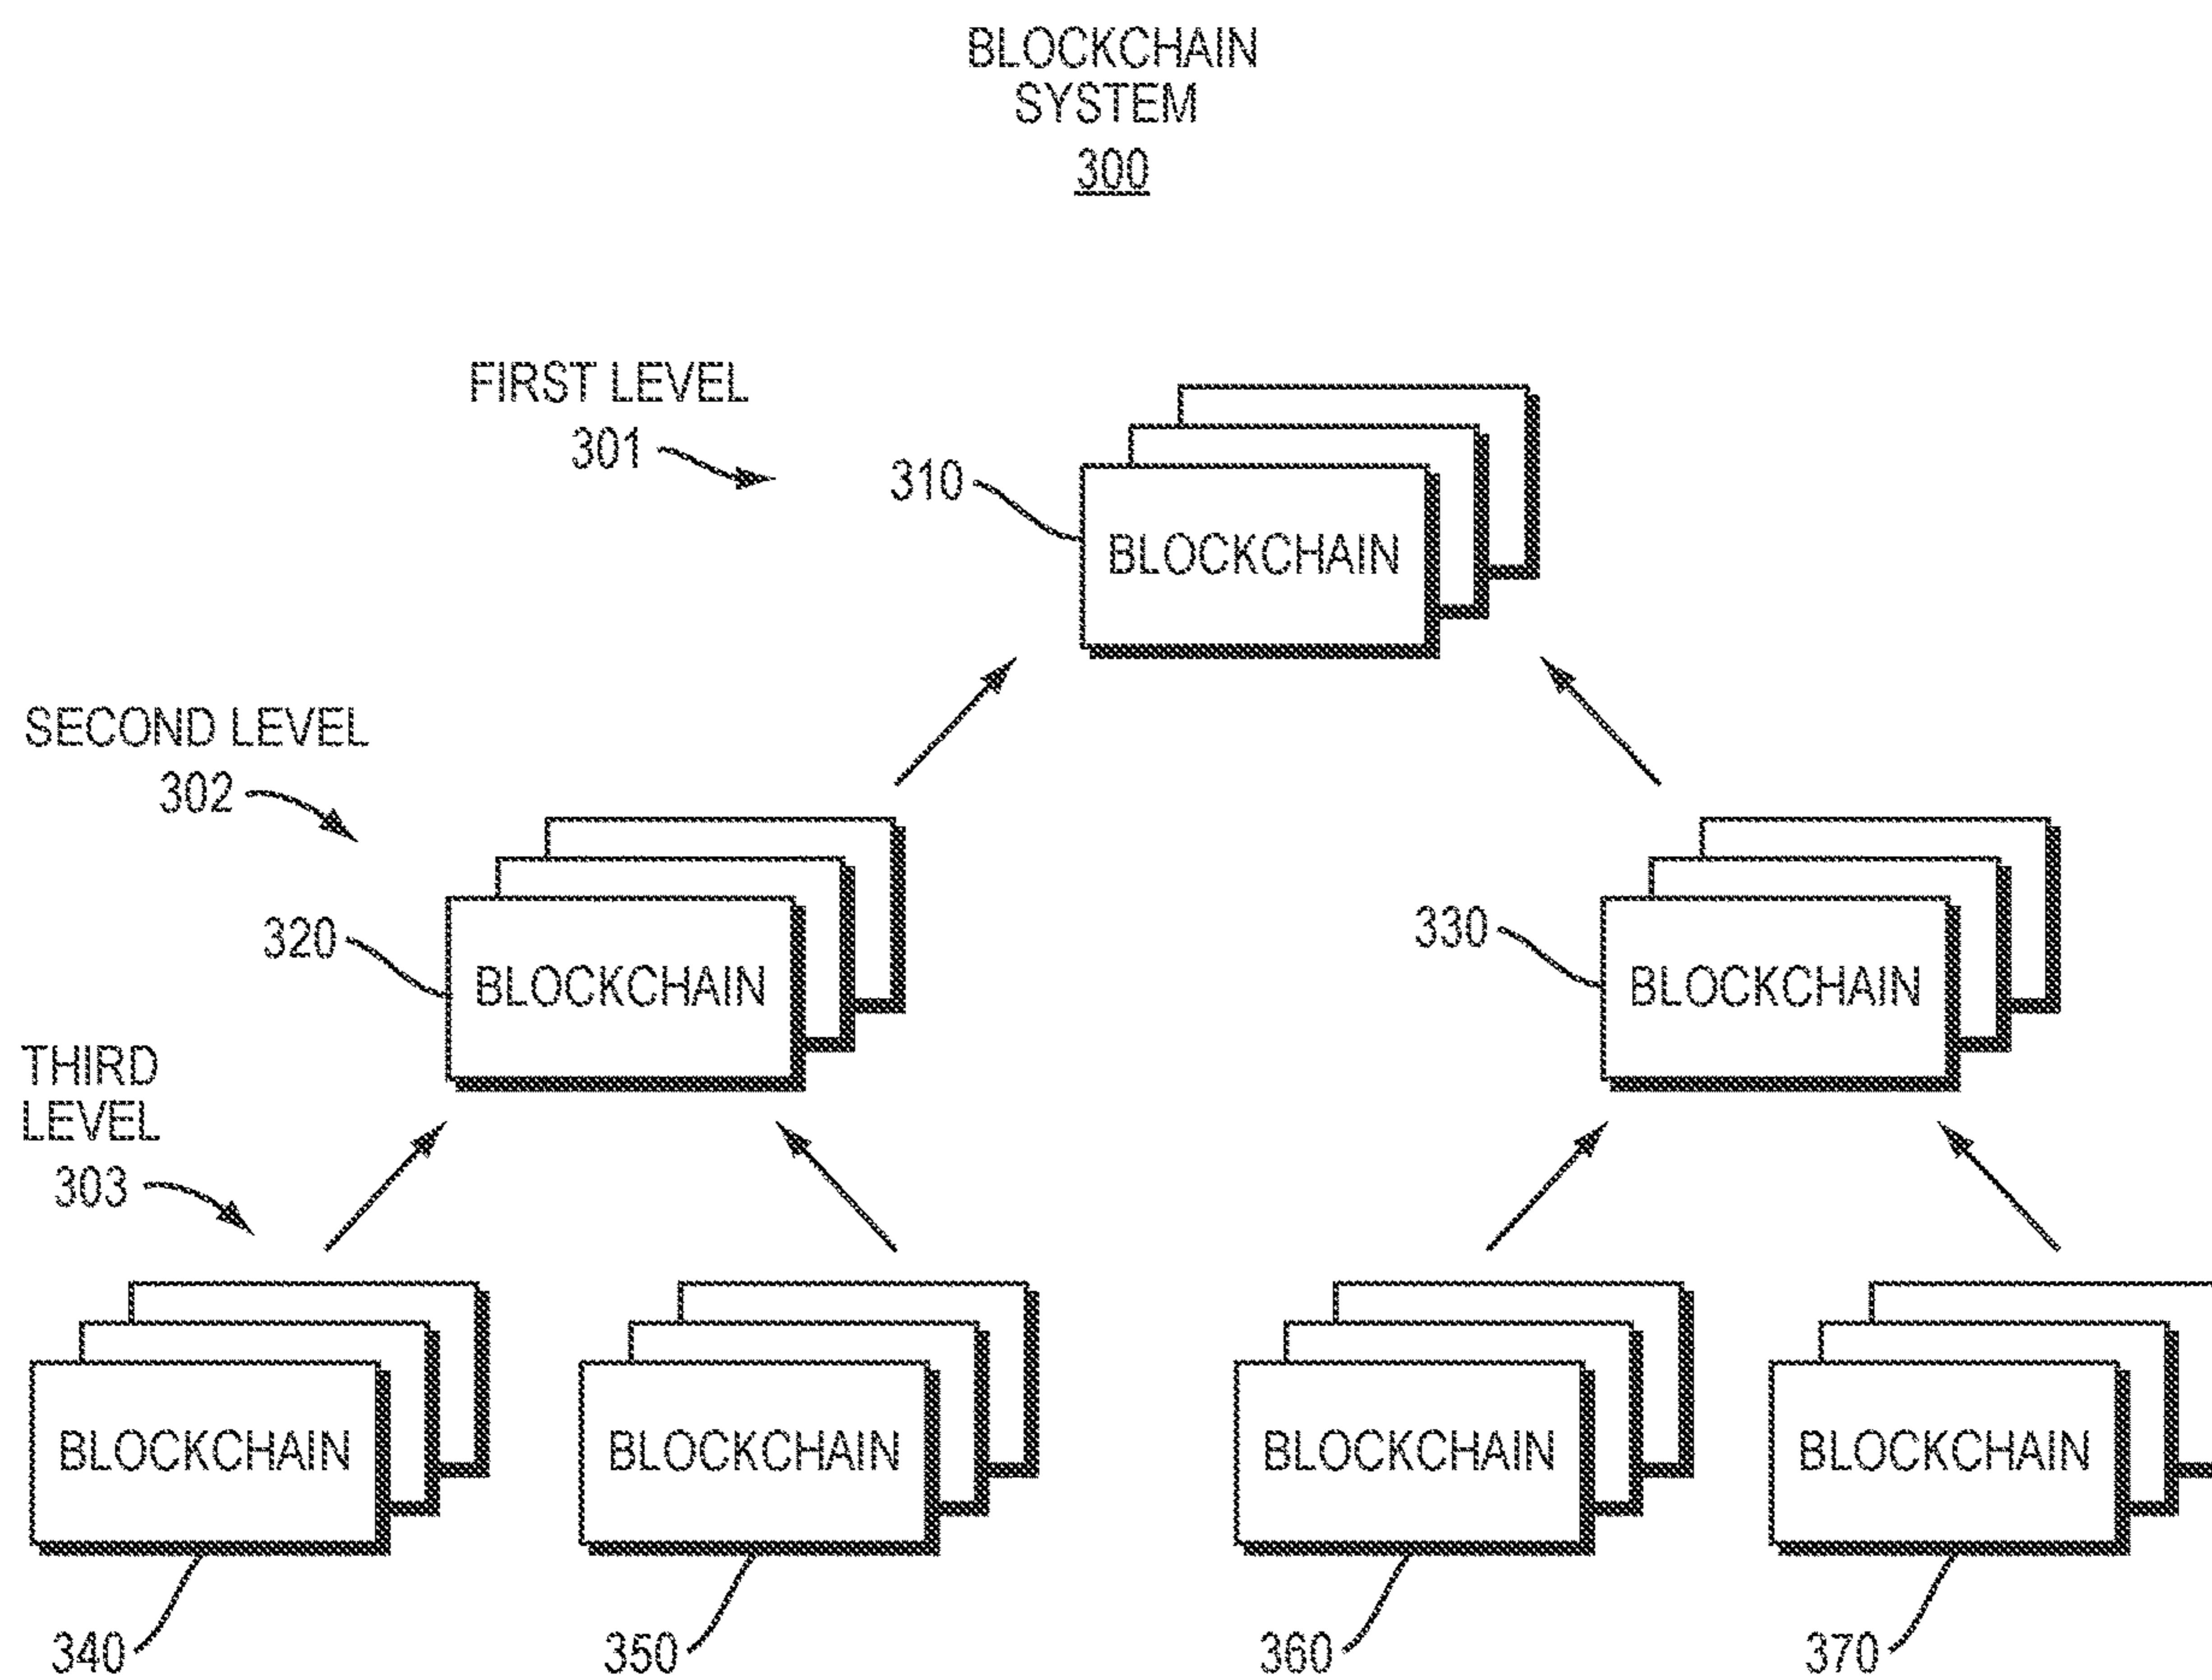 BLOCKCHAIN
SYSTEM
300
FIRST LEVEL
301
310
BLOCKCHAIN
SECOND LEVEL
302
320
BLOCKCHAIN
330
BLOCKCHAIN
THIRD
LEVEL
303
BLOCKCHAIN
BLOCKCHAIN
BLOCKCHAIN
BLOCKCHAIN
340
350
360
370